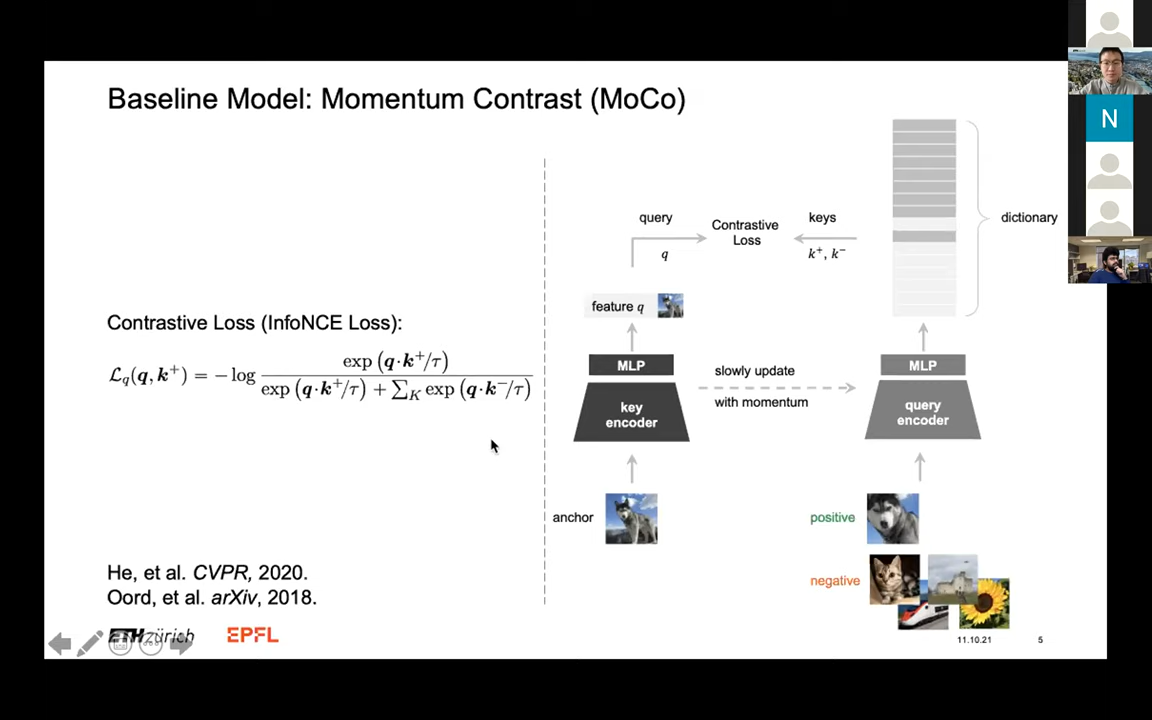 Baseline Model: Momentum Contrast (MoCo)
N
query
Contrastive
Loss
keys
dictionary
q
k⁺, k⁻
feature q
Contrastive Loss (InfoNCE Loss):
ℒq(q, k⁺) = −log exp (q·k⁺/τ) / exp (q·k⁺/τ) + ∑K exp (q·k⁻/τ)
MLP
slowly update
with momentum
MLP
key
encoder
query
encoder
anchor
positive
negative
He, et al. CVPR, 2020.
Oord, et al. arXiv, 2018.
ETH zürich
EPFL
11.10.21
5